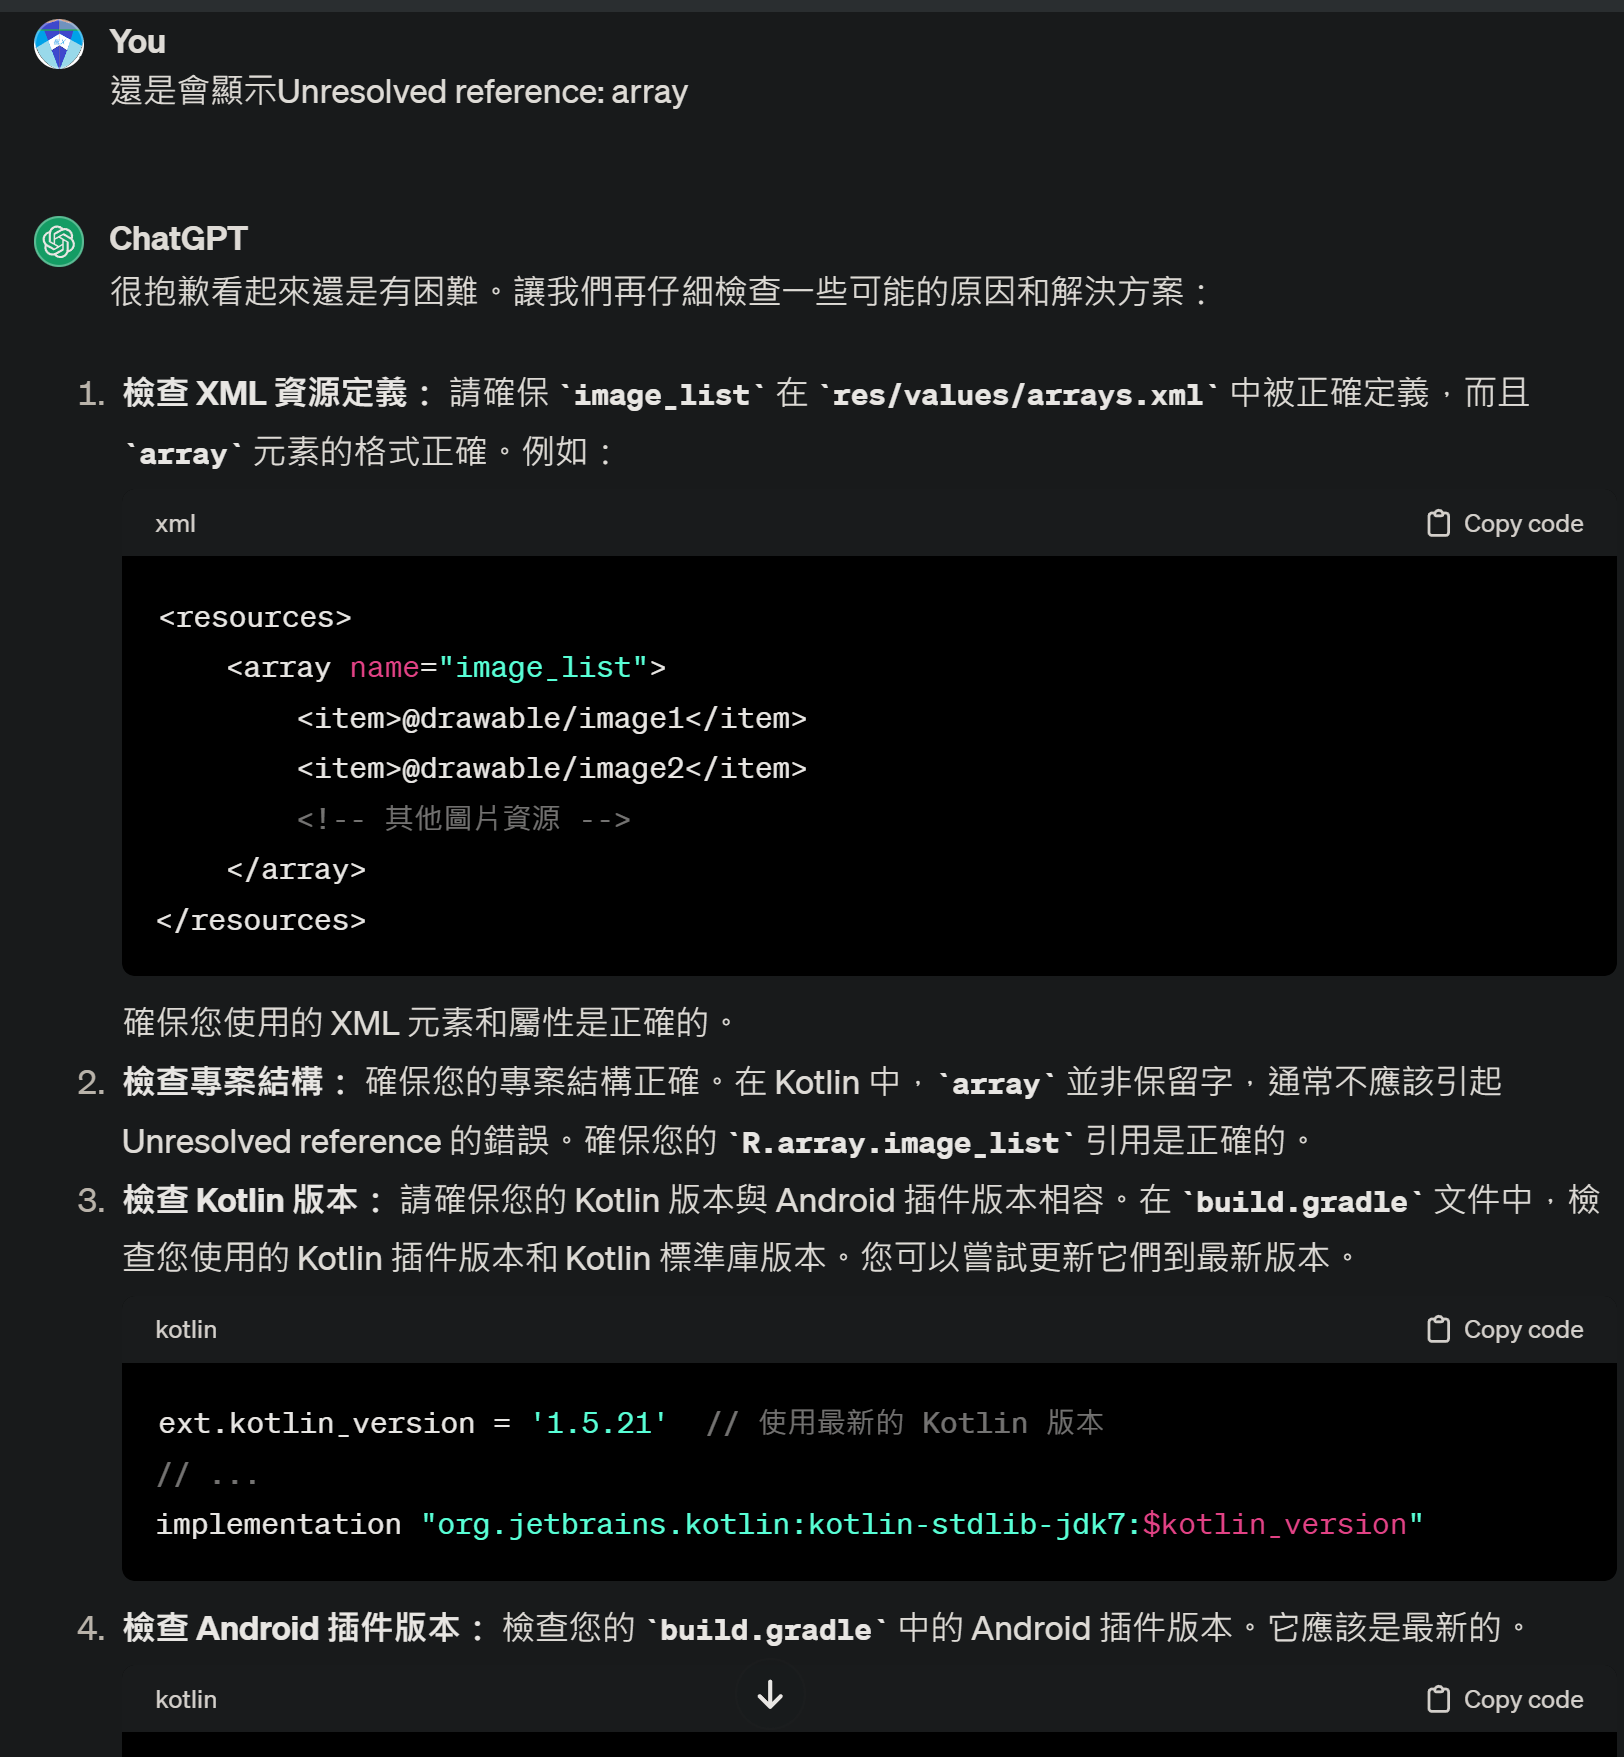 You
還是會顯示Unresolved reference: array
ChatGPT
很抱歉看起來還是有困難。讓我們再仔細檢查一些可能的原因和解決方案：
1. 檢查 XML 資源定義： 請確保 `image_list` 在 `res/values/arrays.xml` 中被正確定義，而且
`array` 元素的格式正確。例如：
xml
Copy code
<resources>
    <array name="image_list">
        <item>@drawable/image1</item>
        <item>@drawable/image2</item>
        <!-- 其他圖片資源 -->
    </array>
</resources>
確保您使用的 XML 元素和屬性是正確的。
2. 檢查專案結構： 確保您的專案結構正確。在 Kotlin 中，`array` 並非保留字，通常不應該引起
Unresolved reference 的錯誤。確保您的 `R.array.image_list` 引用是正確的。
3. 檢查 Kotlin 版本： 請確保您的 Kotlin 版本與 Android 插件版本相容。在 `build.gradle` 文件中，檢
查您使用的 Kotlin 插件版本和 Kotlin 標準庫版本。您可以嘗試更新它們到最新版本。
kotlin
Copy code
ext.kotlin_version = '1.5.21'  // 使用最新的 Kotlin 版本
// ...
implementation "org.jetbrains.kotlin:kotlin-stdlib-jdk7:$kotlin_version"
4. 檢查 Android 插件版本： 檢查您的 `build.gradle` 中的 Android 插件版本。它應該是最新的。
kotlin
Copy code